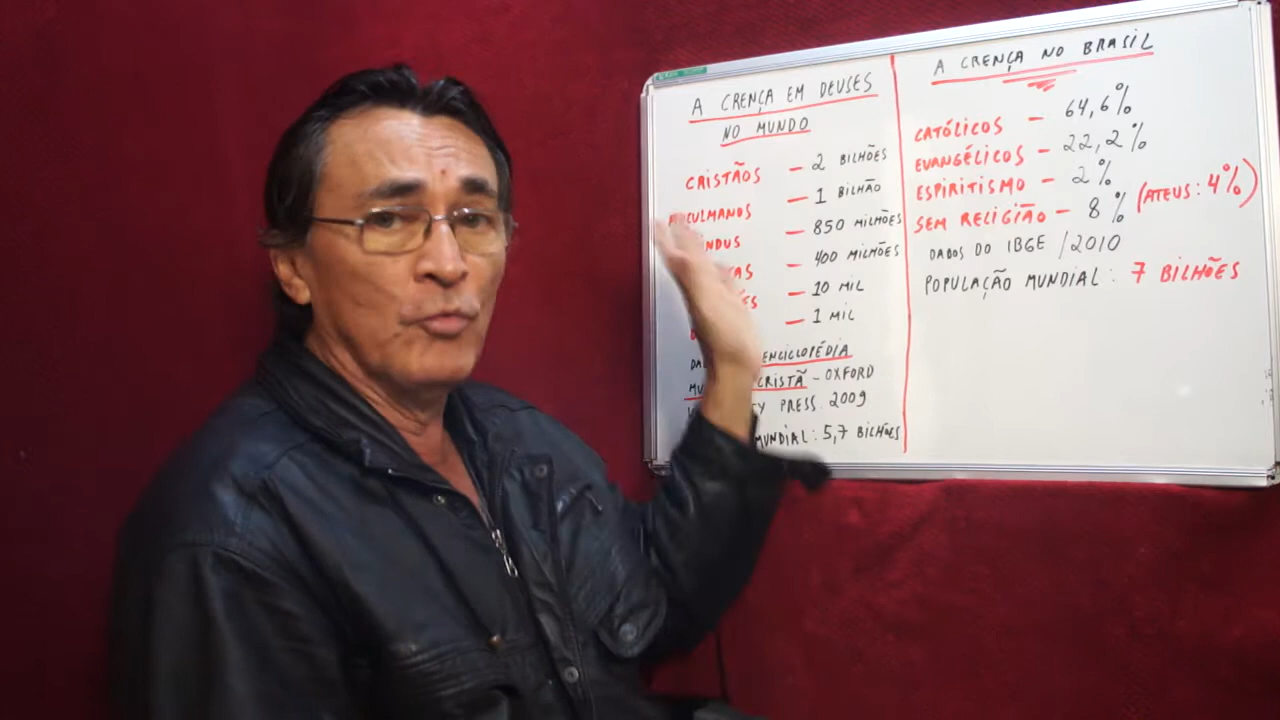 A CRENÇA EM DEUSES
NO MUNDO
CRISTÃOS – 2 BILHÕES
– 1 BILHÃO
– 850 MILHÕES
– 400 MILHÕES
– 10 MIL
– 1 MIL
ENCICLOPÉDIA
CRISTÃ – OXFORD
PRESS. 2009
MUNDIAL: 5,7 BILHÕES
A CRENÇA NO BRASIL
CATÓLICOS – 64,6%
EVANGÉLICOS – 22,2%
ESPIRITISMO – 2%
SEM RELIGIÃO – 8% (ATEUS: 4%)
DADOS DO IBGE / 2010
POPULAÇÃO MUNDIAL: 7 BILHÕES